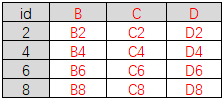 id B C D
2 B2 C2 D2
4 B4 C4 D4
6 B6 C6 D6
8 B8 C8 D8